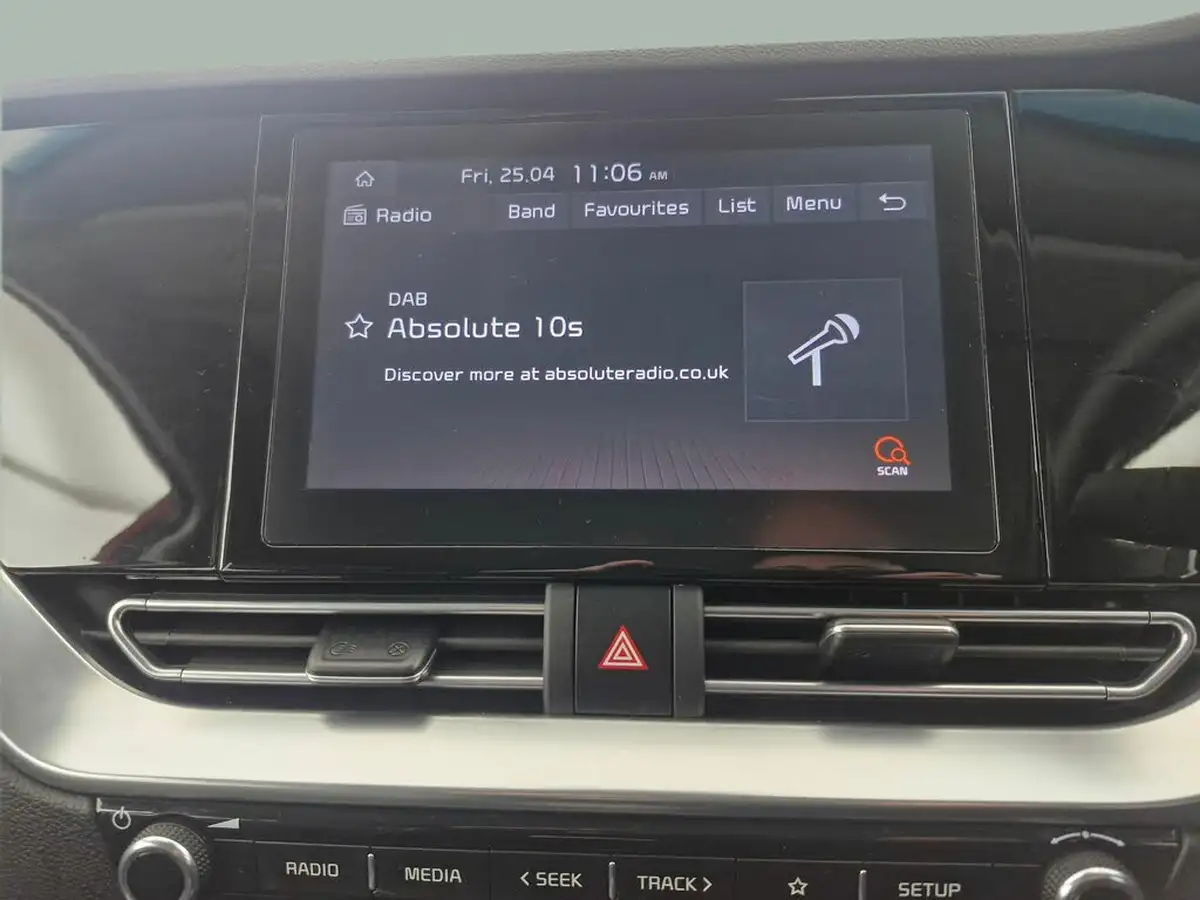 Fri, 25.04 11:06 AM
Radio Band Favourites List Menu
DAB
Absolute 10s
Discover more at absoluteradio.co.uk
SCAN
RADIO MEDIA < SEEK TRACK > SETUP